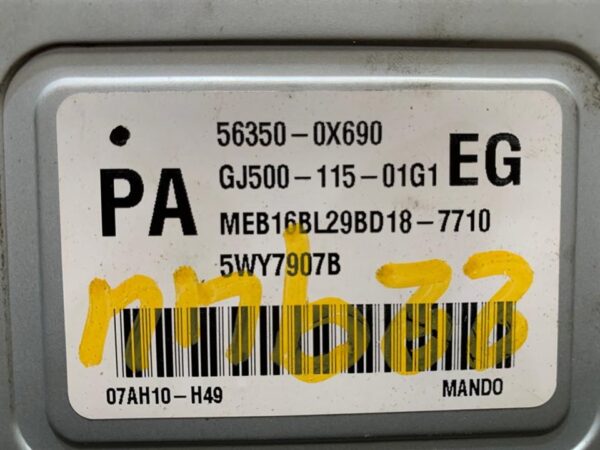 56350-0X690
PA
GJ500-115-01G1
EG
MEB16BL29BD18-7710
5WY7907B
07AH10-H49
MANDO